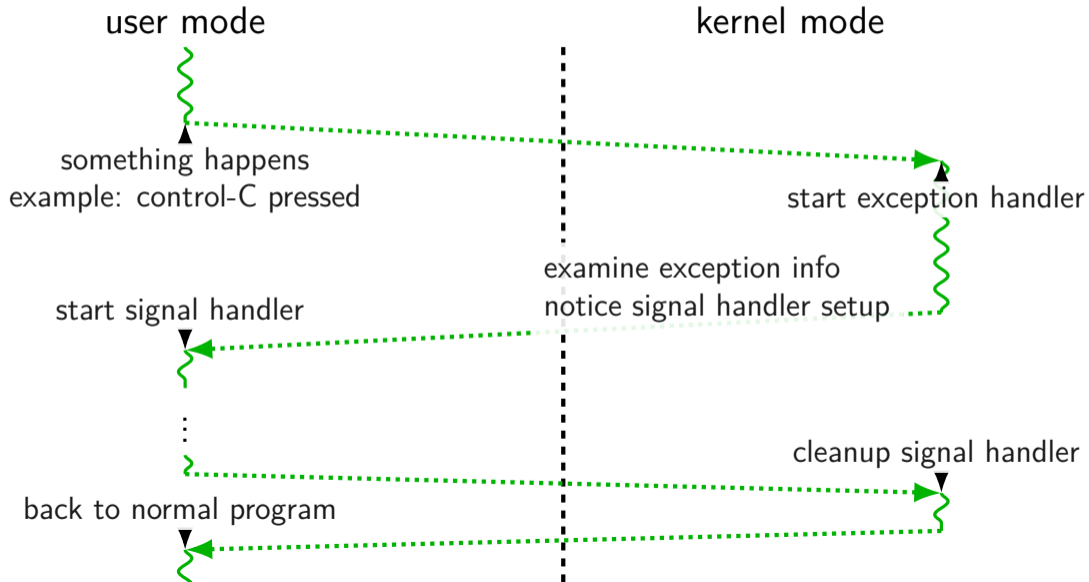 user mode
kernel mode
something happens
example: control-C pressed
start exception handler
examine exception info
notice signal handler setup
start signal handler
⋮
cleanup signal handler
back to normal program